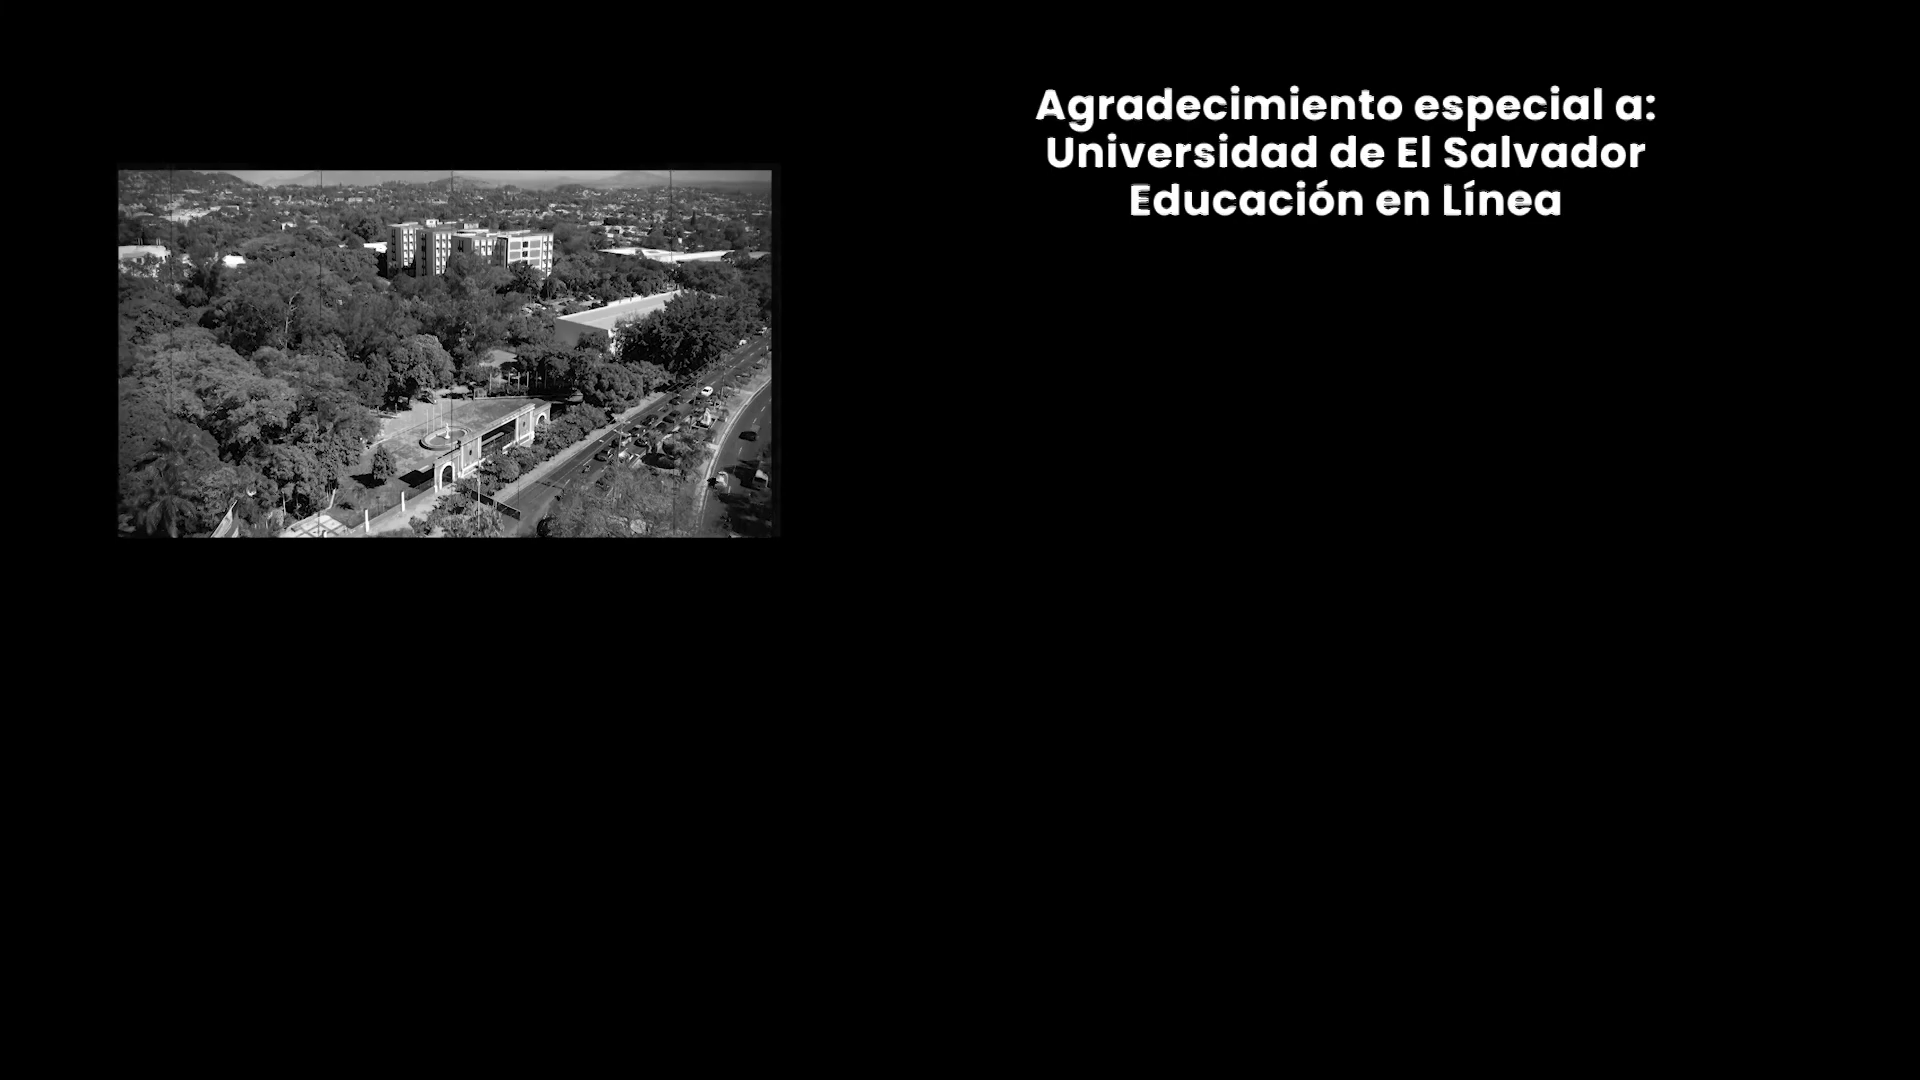 Agradecimiento especial a:
Universidad de El Salvador
Educación en Línea